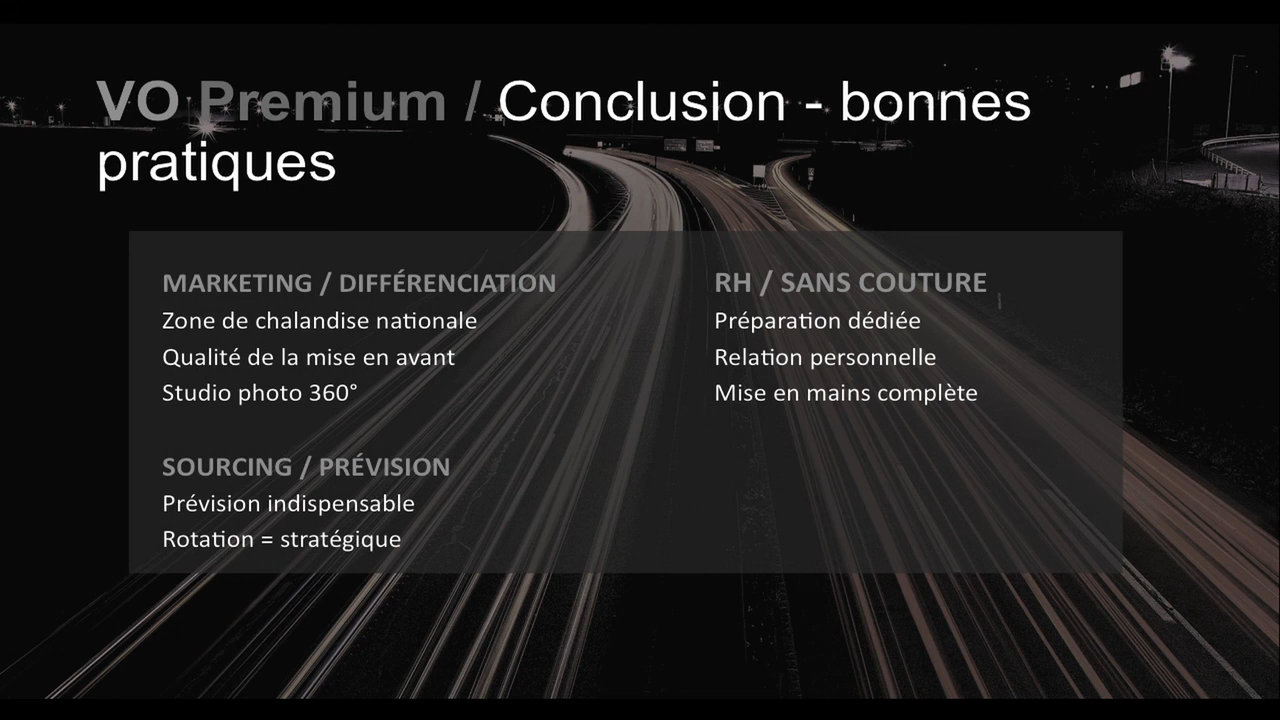 VO Premium / Conclusion - bonnes
pratiques
MARKETING / DIFFÉRENCIATION
Zone de chalandise nationale
Qualité de la mise en avant
Studio photo 360°
SOURCING / PRÉVISION
Prévision indispensable
Rotation = stratégique
RH / SANS COUTURE
Préparation dédiée
Relation personnelle
Mise en mains complète